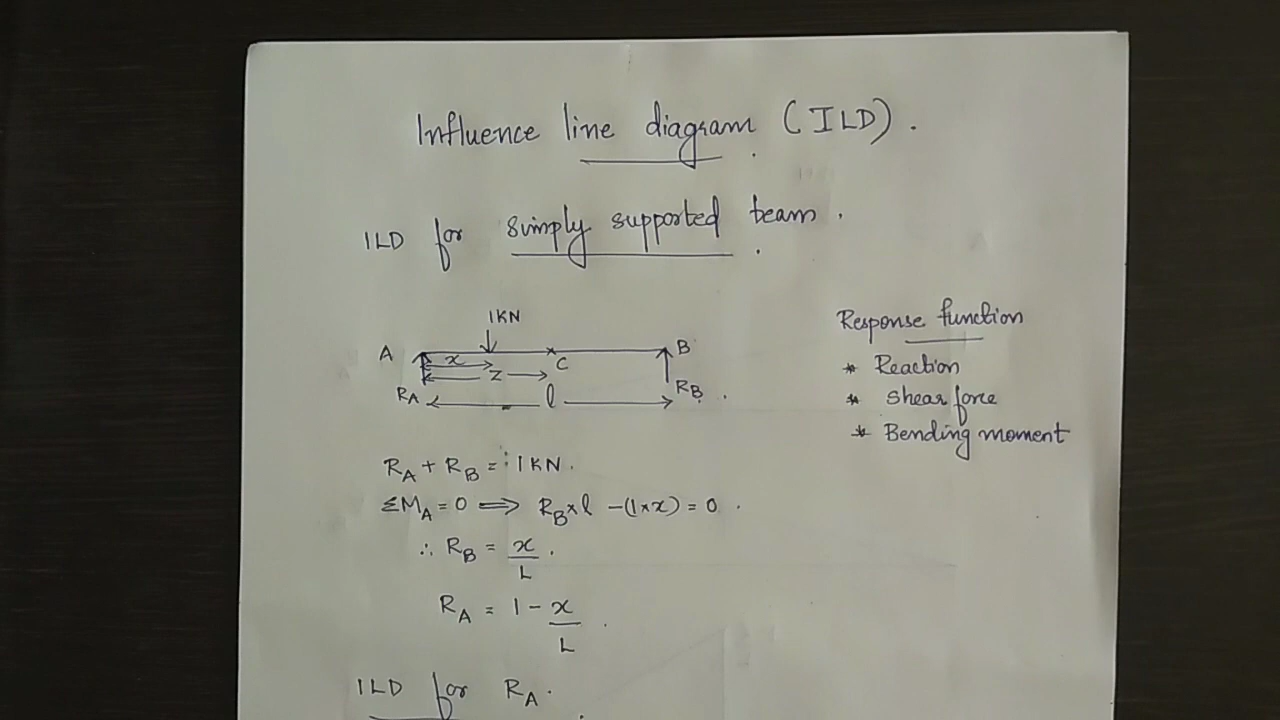 Influence line diagram (ILD).
ILD for simply supported beam.
1KN
A x C B
z
RA l RB.
Response function
* Reaction
* Shear force
* Bending moment
RA + RB = 1KN.
ΣMA = 0 ⟹ RB×l -(1×x) = 0.
∴ RB = x/L.
RA = 1 - x/L.
ILD for RA.